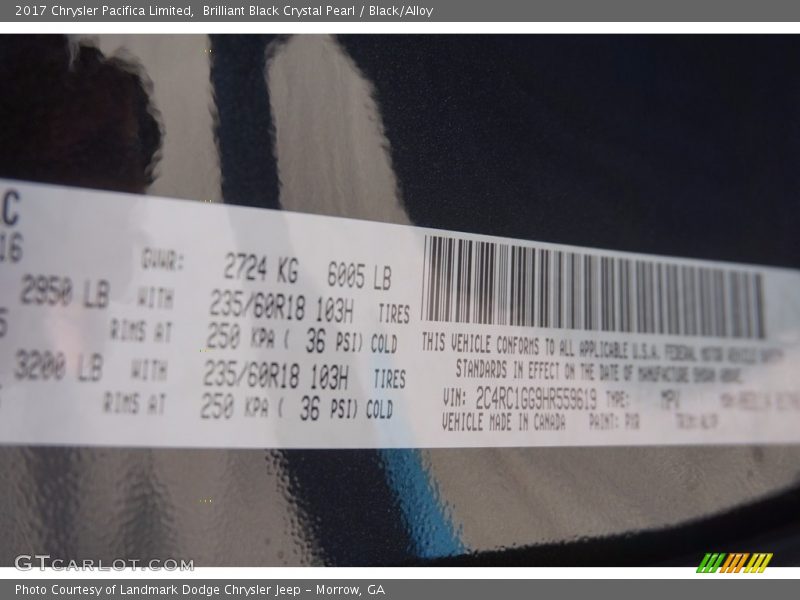 2017 Chrysler Pacifica Limited, Brilliant Black Crystal Pearl / Black/Alloy
C
16
GVWR: 2724 KG 6005 LB
2950 LB WITH 235/60R18 103H TIRES
RIMS AT 250 KPA ( 36 PSI) COLD
3200 LB WITH 235/60R18 103H TIRES
RIMS AT 250 KPA ( 36 PSI) COLD
THIS VEHICLE CONFORMS TO ALL APPLICABLE U.S.A. FEDERAL MOTOR VEHICLE SAFETY
STANDARDS IN EFFECT ON THE DATE OF MANUFACTURE SHOWN ABOVE.
VIN: 2C4RC1GG9HR559619 TYPE: MPV
VEHICLE MADE IN CANADA PAINT: PXR
GTcarlot.com
Photo Courtesy of Landmark Dodge Chrysler Jeep – Morrow, GA